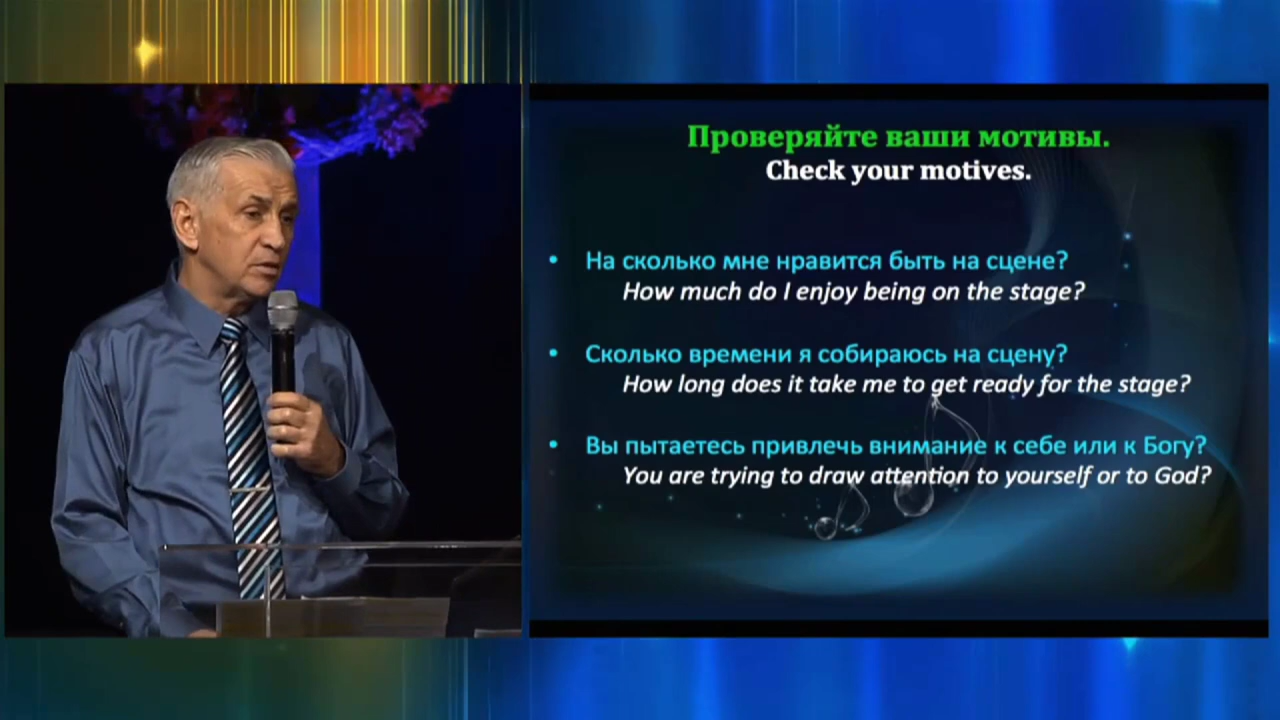 Проверяйте ваши мотивы.
Check your motives.
• На сколько мне нравится быть на сцене?
How much do I enjoy being on the stage?
• Сколько времени я собираюсь на сцену?
How long does it take me to get ready for the stage?
• Вы пытаетесь привлечь внимание к себе или к Богу?
You are trying to draw attention to yourself or to God?